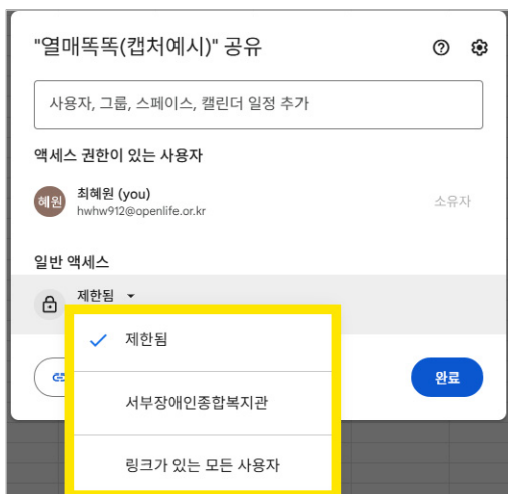 "열매똑똑(캡처예시)" 공유
사용자, 그룹, 스페이스, 캘린더 일정 추가
액세스 권한이 있는 사용자
혜원
최혜원 (you)
hwhw912@openlife.or.kr
소유자
일반 액세스
제한됨
제한됨
서부장애인종합복지관
링크가 있는 모든 사용자
완료